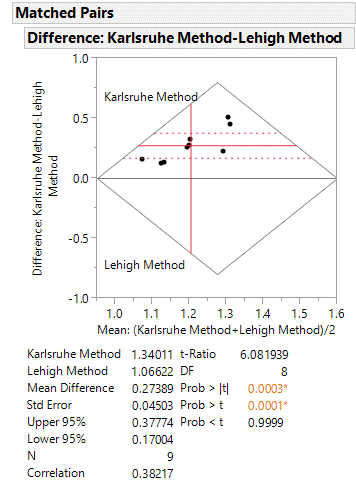 Matched Pairs
Difference: Karlsruhe Method-Lehigh Method
Difference: Karlsruhe Method-Lehigh
Method
1.0
0.5
0.0
-0.5
-1.0
Karlsruhe Method
Lehigh Method
1.0 1.1 1.2 1.3 1.4 1.5 1.6
Mean: (Karlsruhe Method+Lehigh Method)/2
Karlsruhe Method 1.34011 t-Ratio 6.081939
Lehigh Method 1.06622 DF 8
Mean Difference 0.27389 Prob > |t| 0.0003*
Std Error 0.04503 Prob > t 0.0001*
Upper 95% 0.37774 Prob < t 0.9999
Lower 95% 0.17004
N 9
Correlation 0.38217